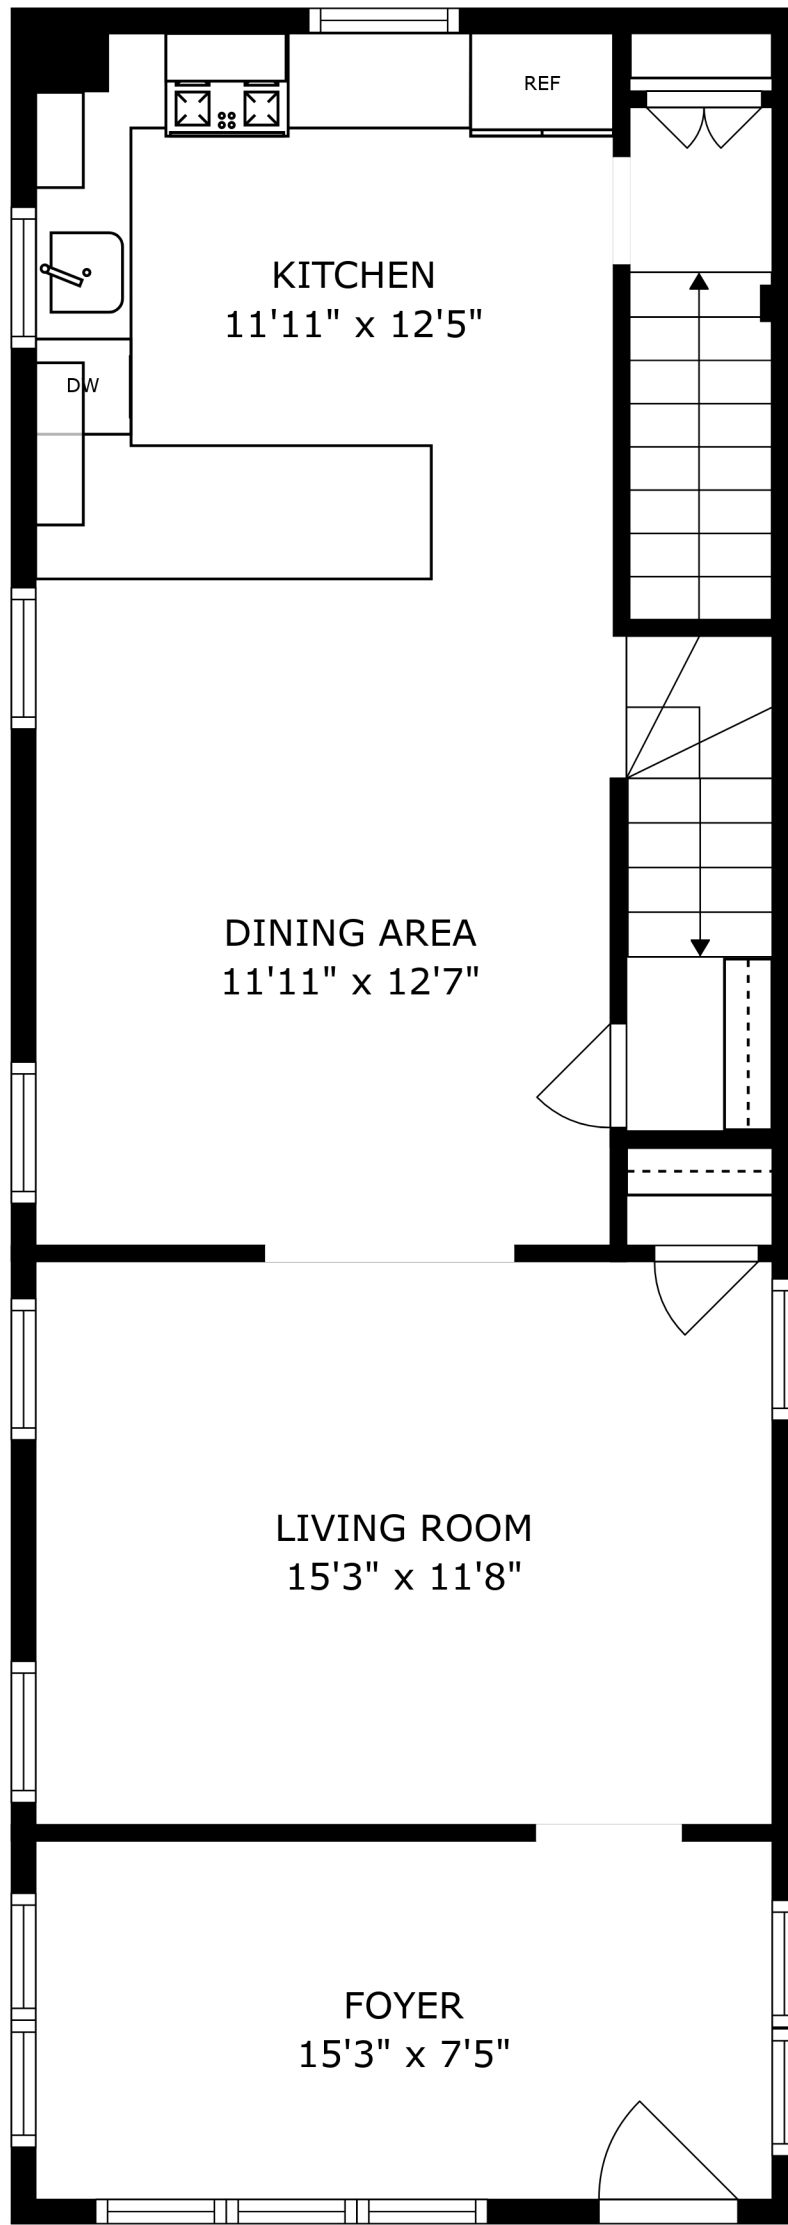 REF
KITCHEN
11'11" x 12'5"
DW
DINING AREA
11'11" x 12'7"
LIVING ROOM
15'3" x 11'8"
FOYER
15'3" x 7'5"